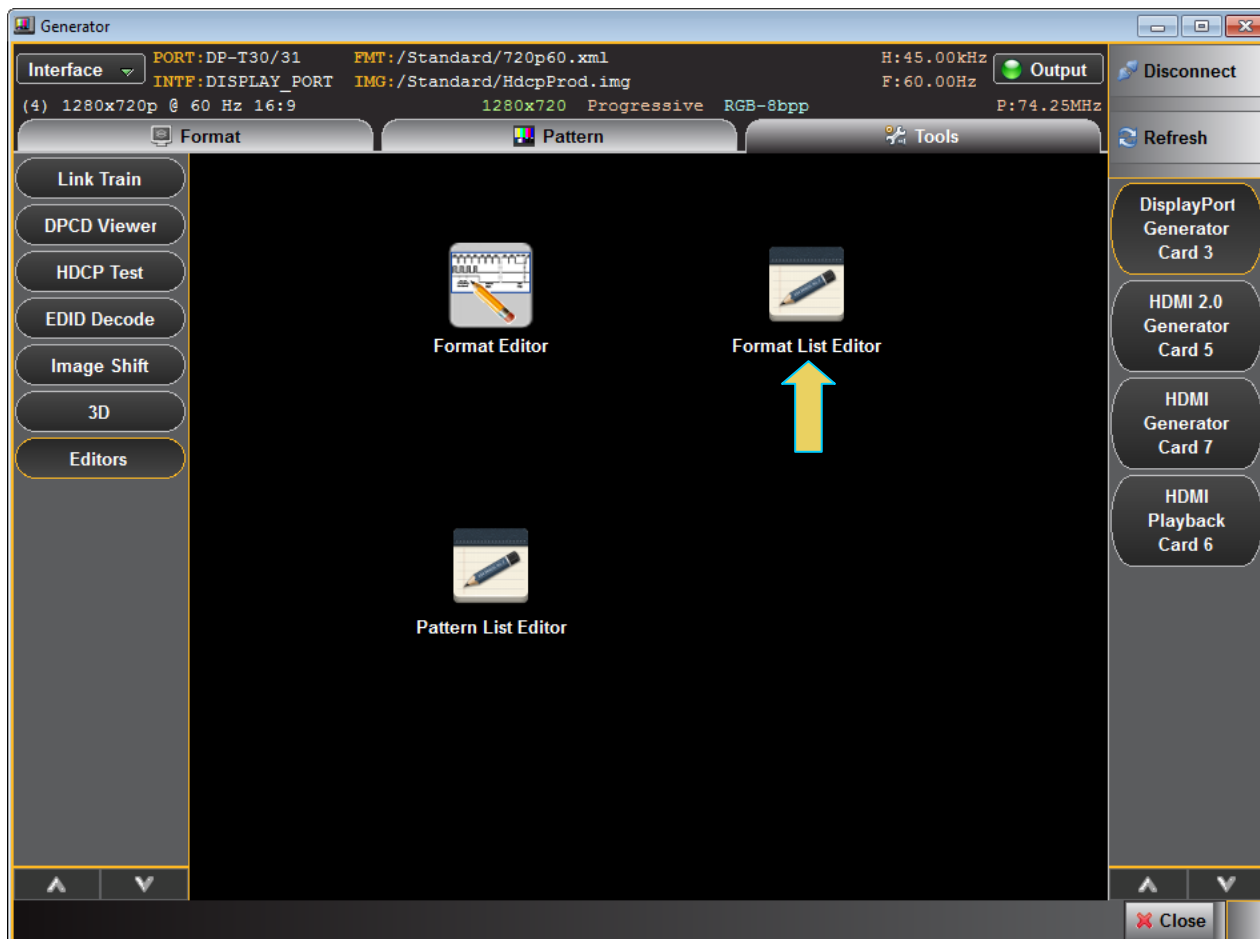 Generator
Interface
PORT:DP-T30/31 FMT:/Standard/720p60.xml H:45.00kHz
INTF:DISPLAY_PORT IMG:/Standard/HdcpProd.img F:60.00Hz
Output
(4) 1280x720p @ 60 Hz 16:9 1280x720 Progressive RGB-8bpp P:74.25MHz
Disconnect
Refresh
Format
Pattern
Tools
Link Train
DPCD Viewer
HDCP Test
EDID Decode
Image Shift
3D
Editors
Format Editor
Format List Editor
Pattern List Editor
DisplayPort
Generator
Card 3
HDMI 2.0
Generator
Card 5
HDMI
Generator
Card 7
HDMI
Playback
Card 6
Close